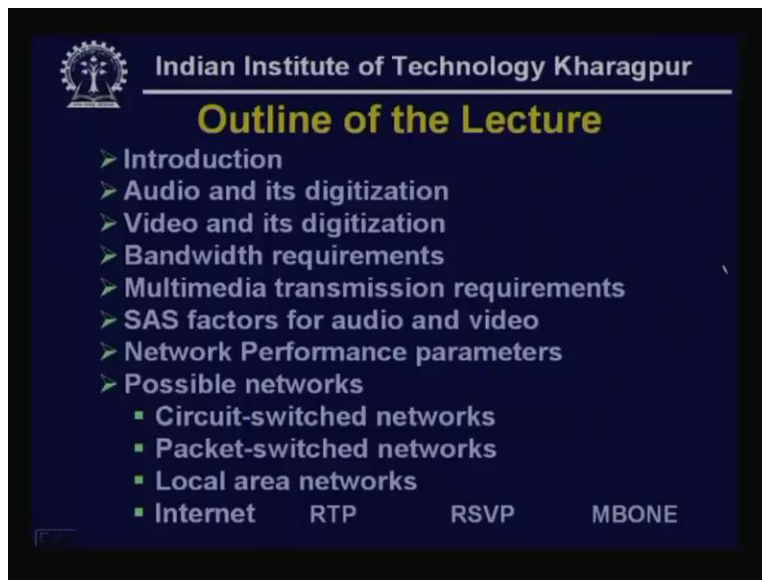 Indian Institute of Technology Kharagpur
Outline of the Lecture
Introduction
Audio and its digitization
Video and its digitization
Bandwidth requirements
Multimedia transmission requirements
SAS factors for audio and video
Network Performance parameters
Possible networks
Circuit-switched networks
Packet-switched networks
Local area networks
Internet RTP RSVP MBONE